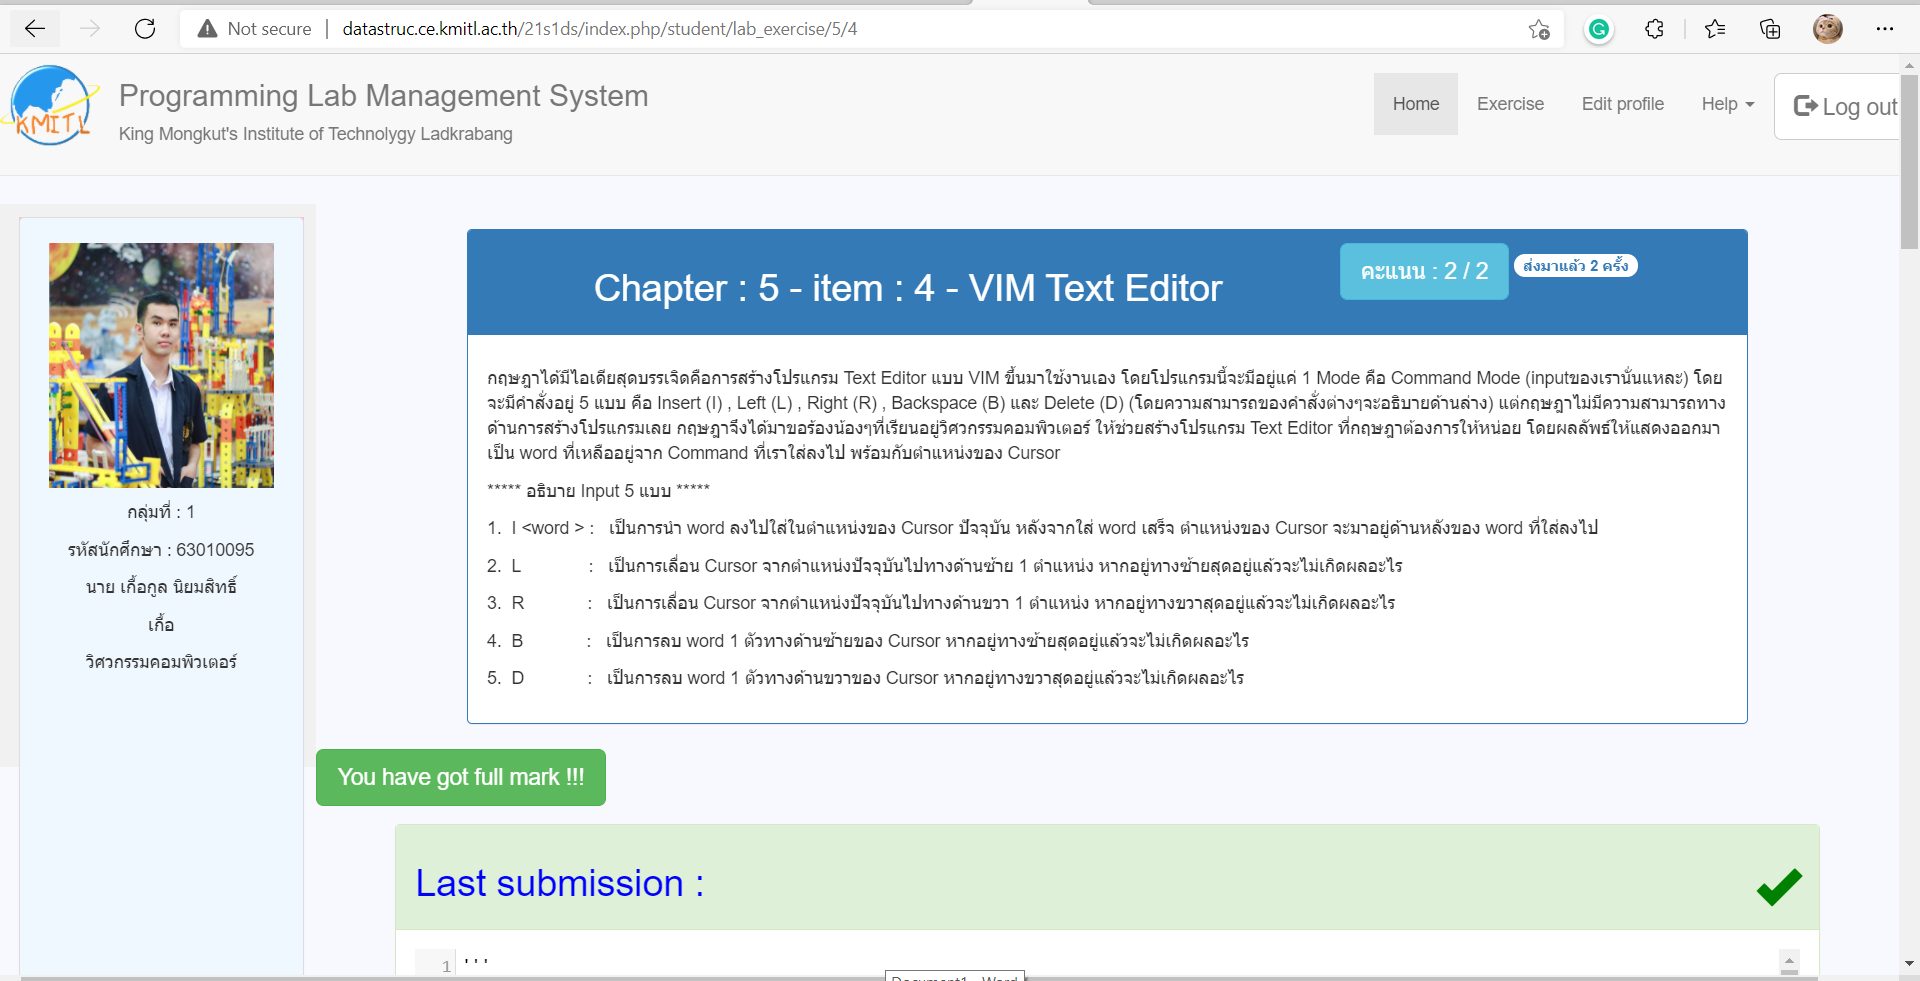 Not secure
datastruc.ce.kmitl.ac.th/21s1ds/index.php/student/lab_exercise/5/4
KMITL
Programming Lab Management System
King Mongkut's Institute of Technolygy Ladkrabang
Home
Exercise
Edit profile
Help
Log out
กลุ่มที่ : 1
รหัสนักศึกษา : 63010095
นาย เกื้อกูล นิยมสิทธิ์
เกื้อ
วิศวกรรมคอมพิวเตอร์
Chapter : 5 - item : 4 - VIM Text Editor
คะแนน : 2 / 2
ส่งมาแล้ว 2 ครั้ง
กฤษฎาได้มีไอเดียสุดบรรเจิดคือการสร้างโปรแกรม Text Editor แบบ VIM ขึ้นมาใช้งานเอง โดยโปรแกรมนี้จะมีอยู่แค่ 1 Mode คือ Command Mode (inputของเรานั่นแหละ) โดย
จะมีคำสั่งอยู่ 5 แบบ คือ Insert (I) , Left (L) , Right (R) , Backspace (B) และ Delete (D) (โดยความสามารถของคำสั่งต่างๆจะอธิบายด้านล่าง) แต่กฤษฎาไม่มีความสามารถทาง
ด้านการสร้างโปรแกรมเลย กฤษฎาจึงได้มาขอร้องน้องๆที่เรียนอยู่วิศวกรรมคอมพิวเตอร์ ให้ช่วยสร้างโปรแกรม Text Editor ที่กฤษฎาต้องการให้หน่อย โดยผลลัพธ์ให้แสดงออกมา
เป็น word ที่เหลืออยู่จาก Command ที่เราใส่ลงไป พร้อมกับตำแหน่งของ Cursor
***** อธิบาย Input 5 แบบ *****
1. I <word > : เป็นการนำ word ลงไปใส่ในตำแหน่งของ Cursor ปัจจุบัน หลังจากใส่ word เสร็จ ตำแหน่งของ Cursor จะมาอยู่ด้านหลังของ word ที่ใส่ลงไป
2. L : เป็นการเลื่อน Cursor จากตำแหน่งปัจจุบันไปทางด้านซ้าย 1 ตำแหน่ง หากอยู่ทางซ้ายสุดอยู่แล้วจะไม่เกิดผลอะไร
3. R : เป็นการเลื่อน Cursor จากตำแหน่งปัจจุบันไปทางด้านขวา 1 ตำแหน่ง หากอยู่ทางขวาสุดอยู่แล้วจะไม่เกิดผลอะไร
4. B : เป็นการลบ word 1 ตัวทางด้านซ้ายของ Cursor หากอยู่ทางซ้ายสุดอยู่แล้วจะไม่เกิดผลอะไร
5. D : เป็นการลบ word 1 ตัวทางด้านขวาของ Cursor หากอยู่ทางขวาสุดอยู่แล้วจะไม่เกิดผลอะไร
You have got full mark !!!
Last submission :
1 '''
Document1 - Word